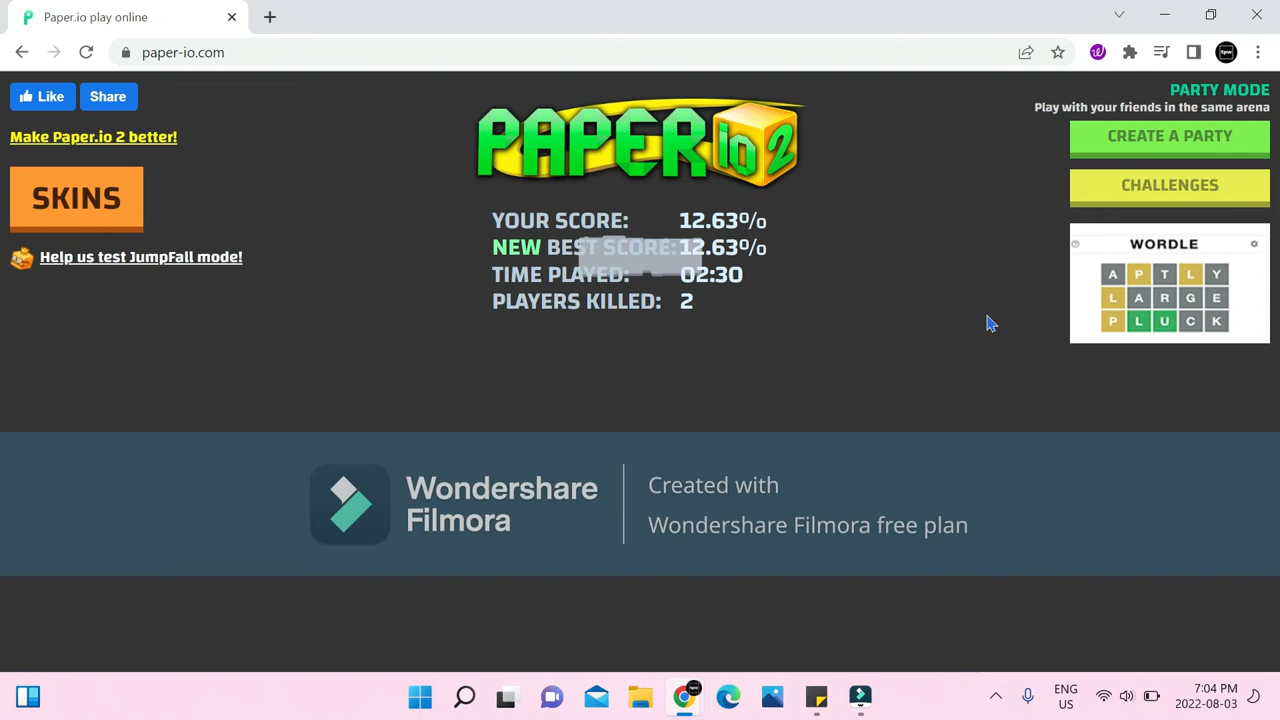 Paper.io play online
paper-io.com
tpw
Like
Share
Make Paper.io 2 better!
SKINS
Help us test JumpFall mode!
PAPER io 2
YOUR SCORE: 12.63%
NEW BEST SCORE: 12.63%
TIME PLAYED: 02:30
PLAYERS KILLED: 2
PARTY MODE
Play with your friends in the same arena
CREATE A PARTY
CHALLENGES
WORDLE
A P T L Y
L A R G E
P L U C K
Wondershare
Filmora
Created with
Wondershare Filmora free plan
tpw
ENG
US
7:04 PM
2022-08-03